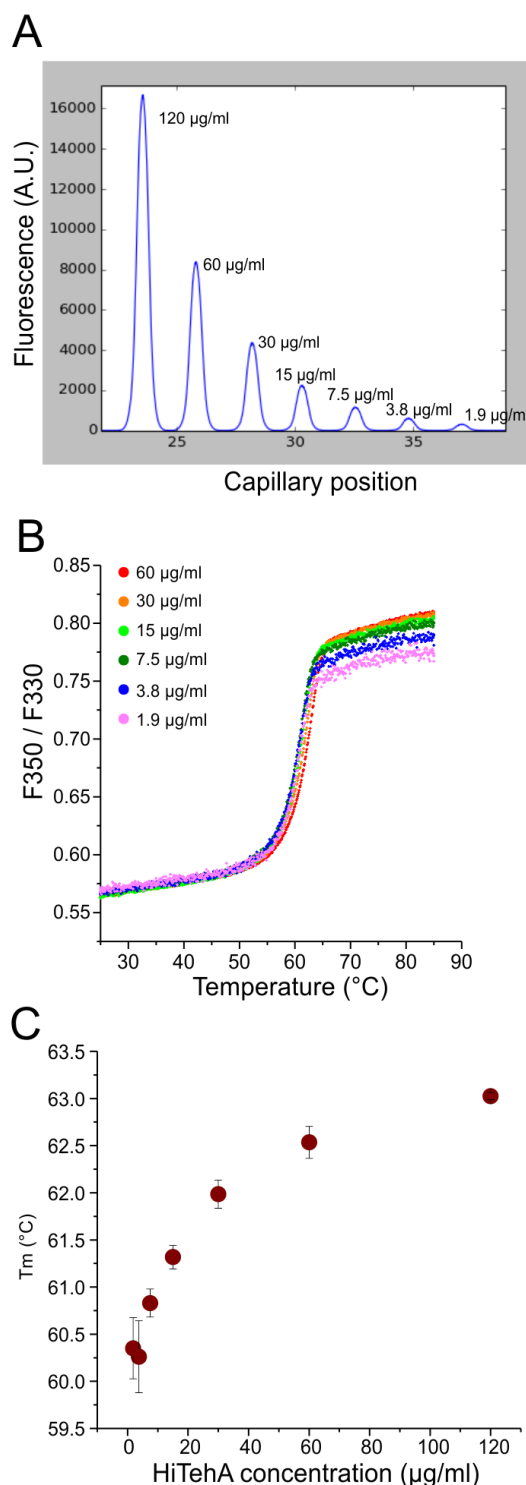 A
Fluorescence (A.U.)
16000
14000
12000
10000
8000
6000
4000
2000
0
120 µg/ml
60 µg/ml
30 µg/ml
15 µg/ml
7.5 µg/ml
3.8 µg/ml
1.9 µg/ml
25
30
35
Capillary position
B
F350 / F330
0.85
0.80
0.75
0.70
0.65
0.60
0.55
60 µg/ml
30 µg/ml
15 µg/ml
7.5 µg/ml
3.8 µg/ml
1.9 µg/ml
30 40 50 60 70 80 90
Temperature (°C)
C
Tm (°C)
63.5
63.0
62.5
62.0
61.5
61.0
60.5
60.0
59.5
0 20 40 60 80 100 120
HiTehA concentration (µg/ml)